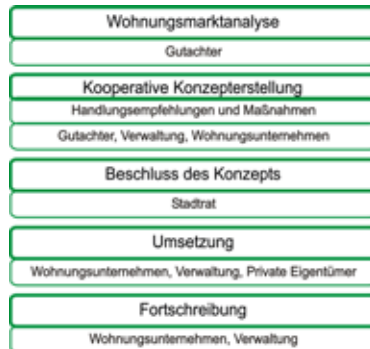 Wohnungsmarktanalyse
Gutachter
Kooperative Konzepterstellung
Handlungsempfehlungen und Maßnahmen
Gutachter, Verwaltung, Wohnungsunternehmen
Beschluss des Konzepts
Stadtrat
Umsetzung
Wohnungsunternehmen, Verwaltung, Private Eigentümer
Fortschreibung
Wohnungsunternehmen, Verwaltung